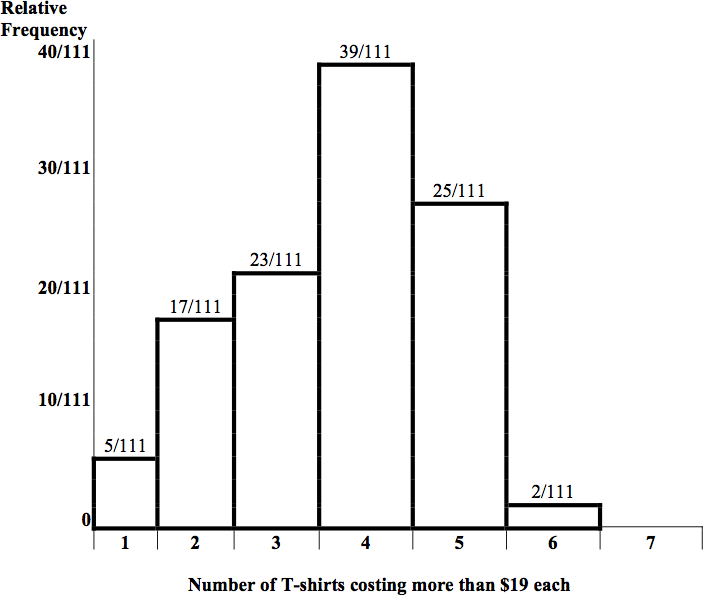 Relative
Frequency
40/111
39/111
30/111
25/111
23/111
20/111
17/111
10/111
5/111
2/111
0
1 2 3 4 5 6 7
Number of T-shirts costing more than $19 each